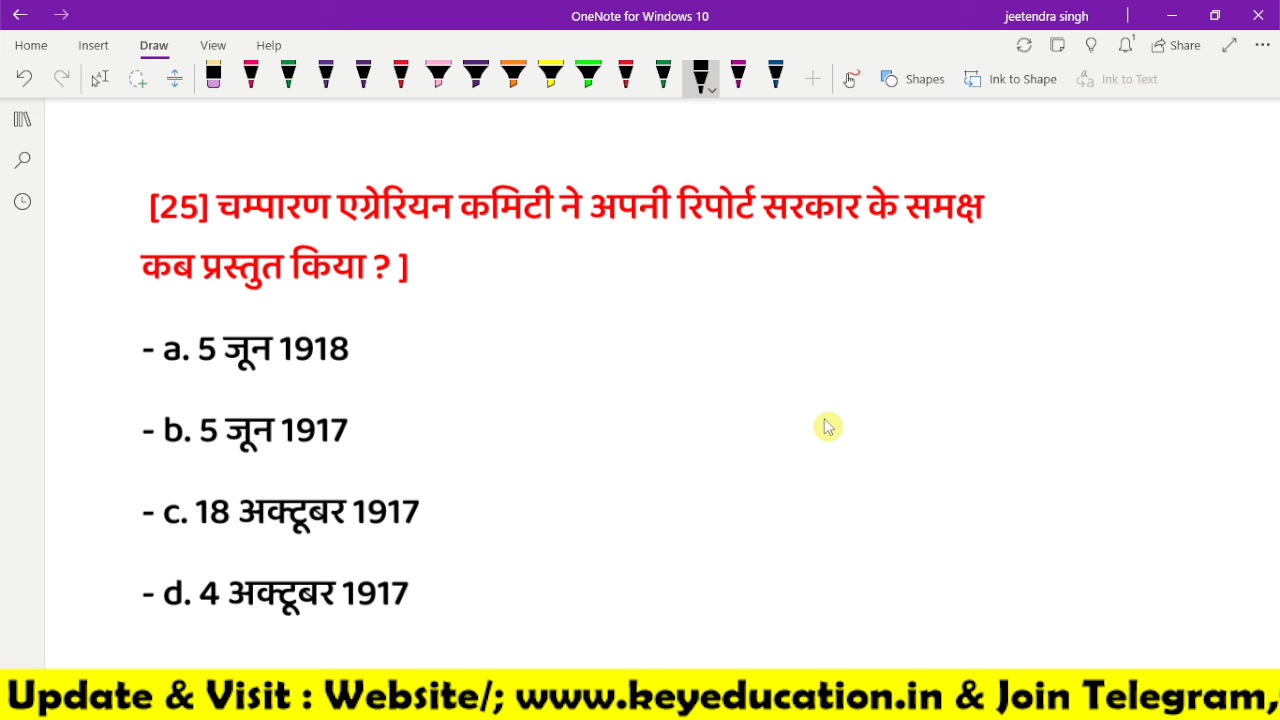 OneNote for Windows 10
jeetendra singh
Home Insert Draw View Help
1 Share
Shapes Ink to Shape Ink to Text
[25] चम्पारण एग्रेरियन कमिटी ने अपनी रिपोर्ट सरकार के समक्ष
कब प्रस्तुत किया ? ]
- a. 5 जून 1918
- b. 5 जून 1917
- c. 18 अक्टूबर 1917
- d. 4 अक्टूबर 1917
Update & Visit : Website/; www.keyeducation.in & Join Telegram,